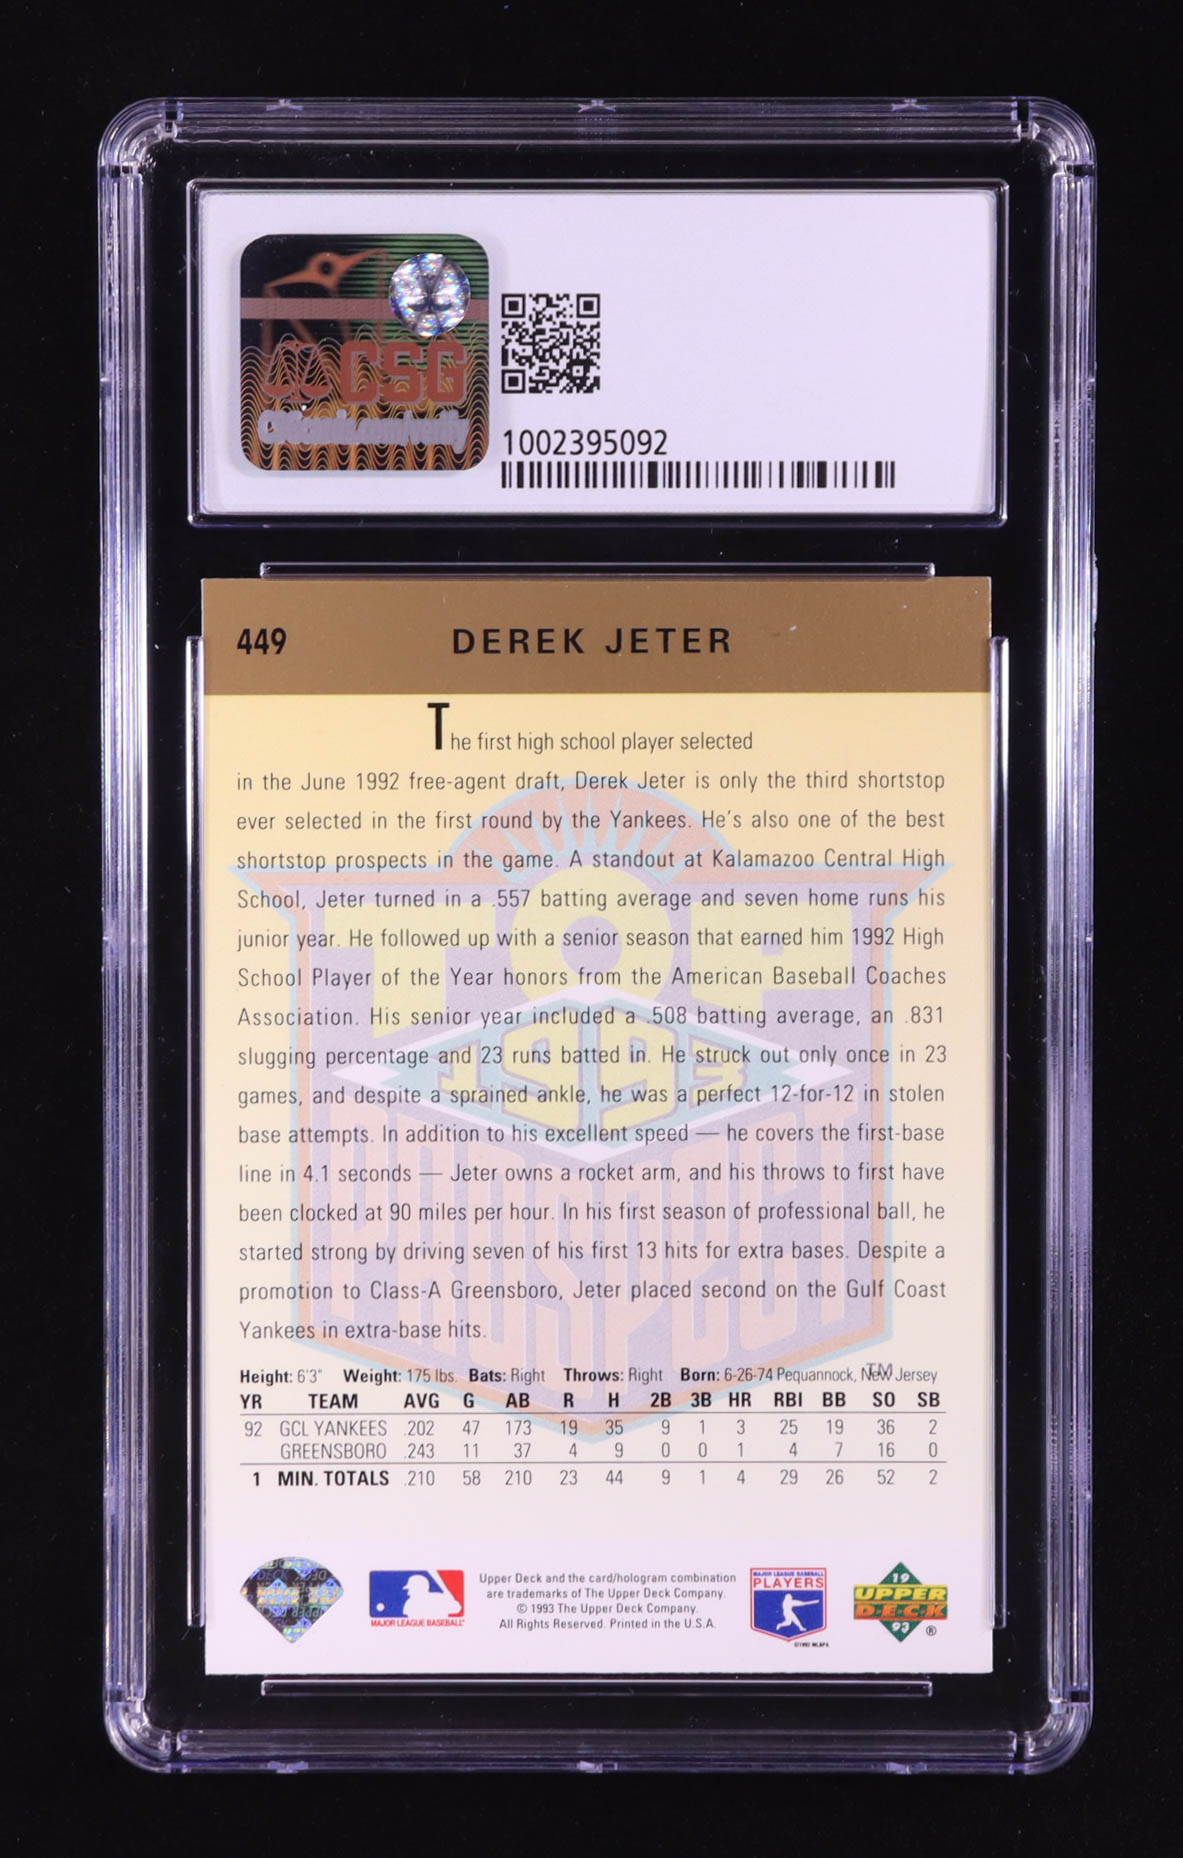 CSG
1002395092
449 DEREK JETER
The first high school player selected
in the June 1992 free-agent draft, Derek Jeter is only the third shortstop
ever selected in the first round by the Yankees. He's also one of the best
shortstop prospects in the game. A standout at Kalamazoo Central High
School, Jeter turned in a .557 batting average and seven home runs his
junior year. He followed up with a senior season that earned him 1992 High
School Player of the Year honors from the American Baseball Coaches
Association. His senior year included a .508 batting average, an .831
slugging percentage and 23 runs batted in. He struck out only once in 23
games, and despite a sprained ankle, he was a perfect 12-for-12 in stolen
base attempts. In addition to his excellent speed — he covers the first-base
line in 4.1 seconds — Jeter owns a rocket arm, and his throws to first have
been clocked at 90 miles per hour. In his first season of professional ball, he
started strong by driving seven of his first 13 hits for extra bases. Despite a
promotion to Class-A Greensboro, Jeter placed second on the Gulf Coast
Yankees in extra-base hits.
TOP
1993
PROSPECT
TM
Height: 6'3" Weight: 175 lbs. Bats: Right Throws: Right Born: 6-26-74 Pequannock, New Jersey
YR TEAM AVG G AB R H 2B 3B HR RBI BB SO SB
92 GCL YANKEES .202 47 173 19 35 9 1 3 25 19 36 2
GREENSBORO .243 11 37 4 9 0 0 1 4 7 16 0
1 MIN. TOTALS .210 58 210 23 44 9 1 4 29 26 52 2
MAJOR LEAGUE BASEBALL
Upper Deck and the card/hologram combination
are trademarks of The Upper Deck Company.
© 1993 The Upper Deck Company.
All Rights Reserved. Printed in the U.S.A.
MAJOR LEAGUE BASEBALL
PLAYERS
©1992 MLBPA
19
UPPER
DECK
93
®